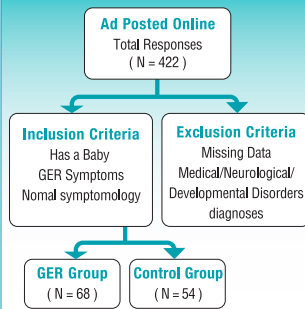 Ad Posted Online
Total Responses
( N = 422 )
Inclusion Criteria
Has a Baby
GER Symptoms
Nomal symptomology
Exclusion Criteria
Missing Data
Medical/Neurological/
Developmental Disorders
diagnoses
GER Group
( N = 68 )
Control Group
( N = 54 )